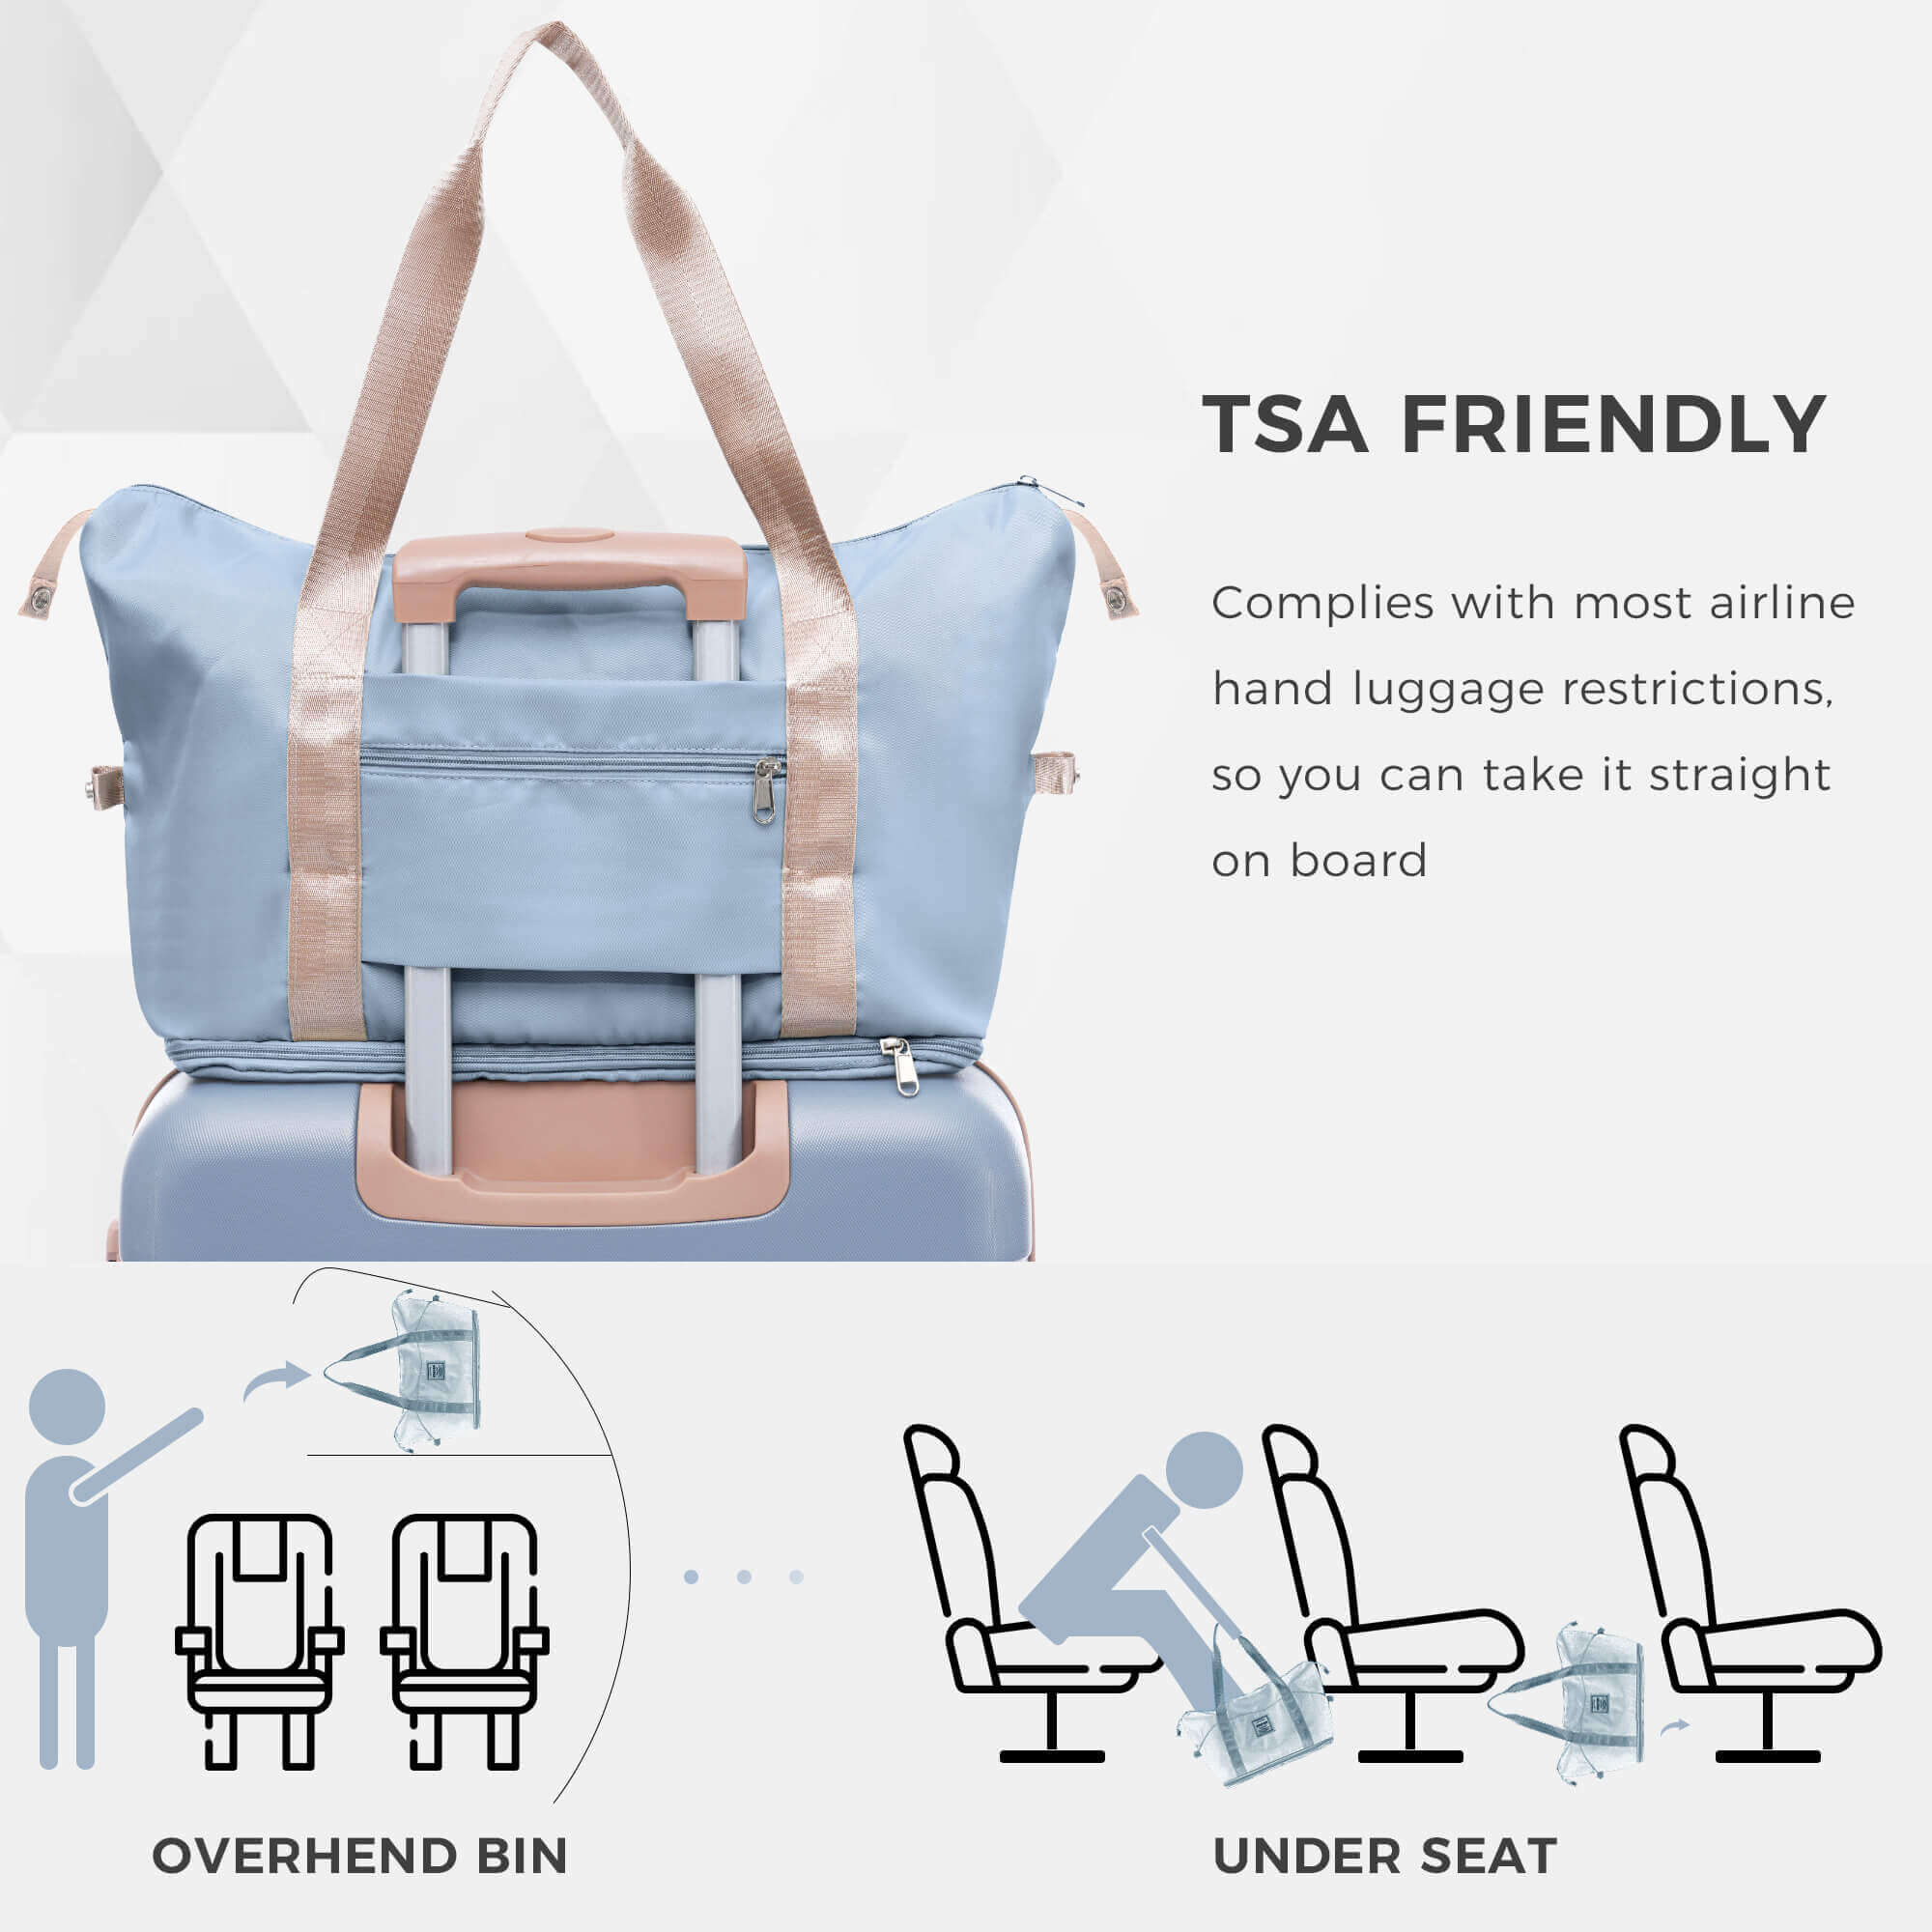 TSA FRIENDLY
Complies with most airline
hand luggage restrictions,
so you can take it straight
on board
OVERHEND BIN
UNDER SEAT